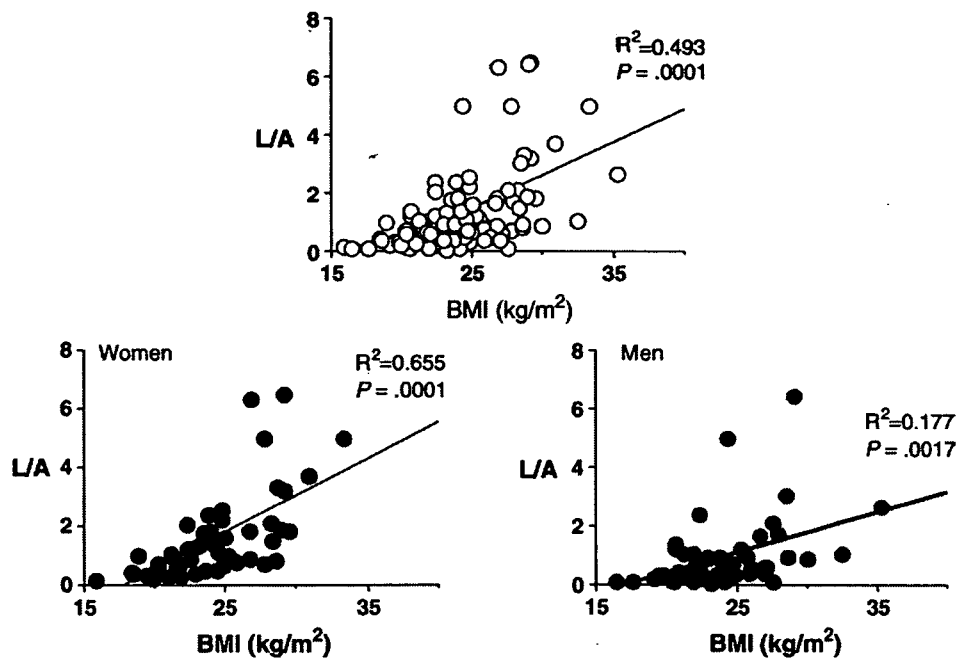 8
R²=0.493
P = .0001
6
4
L/A
2
0
15 25 35
BMI (kg/m²)
8
Women
R²=0.655
P = .0001
6
4
L/A
2
0
15 25 35
BMI (kg/m²)
8
Men
6
R²=0.177
P = .0017
4
L/A
2
0
15 25 35
BMI (kg/m²)